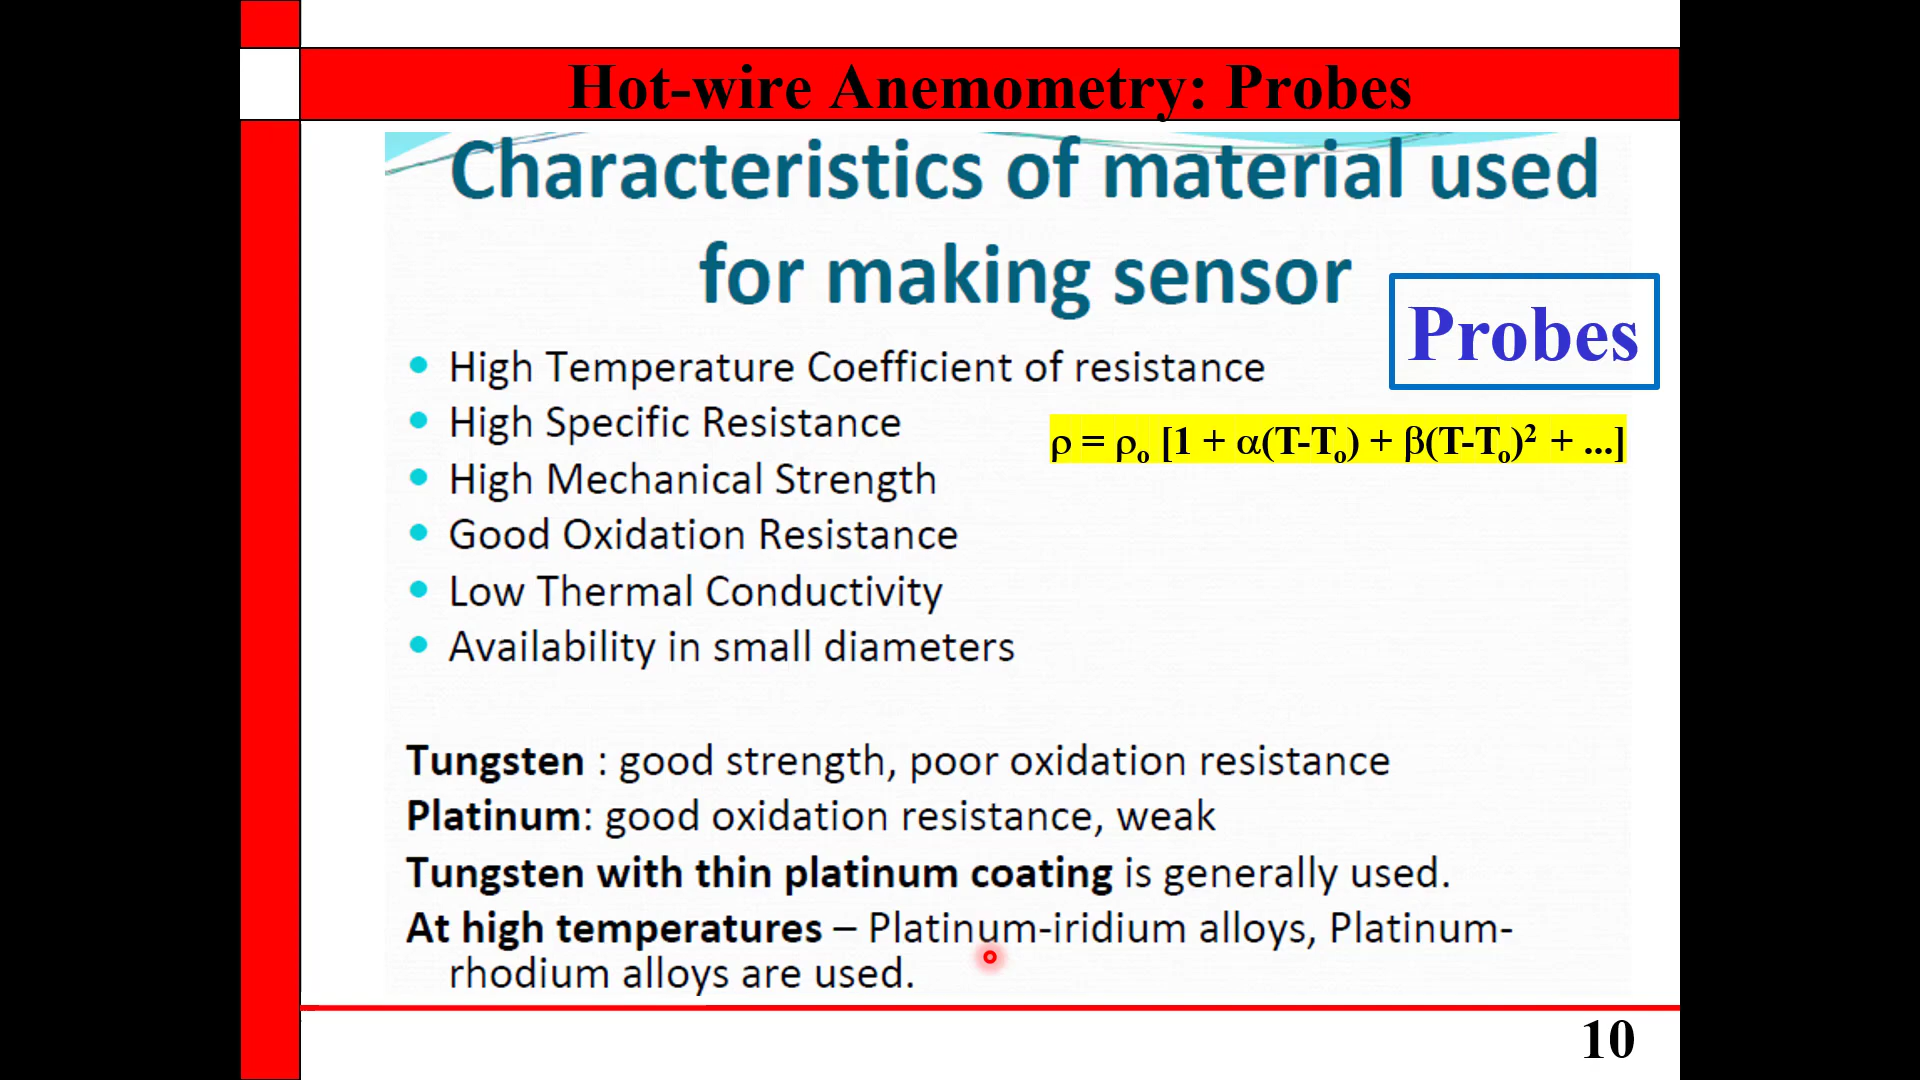 Hot-wire Anemometry: Probes
Characteristics of material used
for making sensor
Probes
• High Temperature Coefficient of resistance
• High Specific Resistance
ρ = ρo [1 + α(T-To) + β(T-To)² + ...]
• High Mechanical Strength
• Good Oxidation Resistance
• Low Thermal Conductivity
• Availability in small diameters
Tungsten : good strength, poor oxidation resistance
Platinum: good oxidation resistance, weak
Tungsten with thin platinum coating is generally used.
At high temperatures – Platinum-iridium alloys, Platinum-
rhodium alloys are used.
10